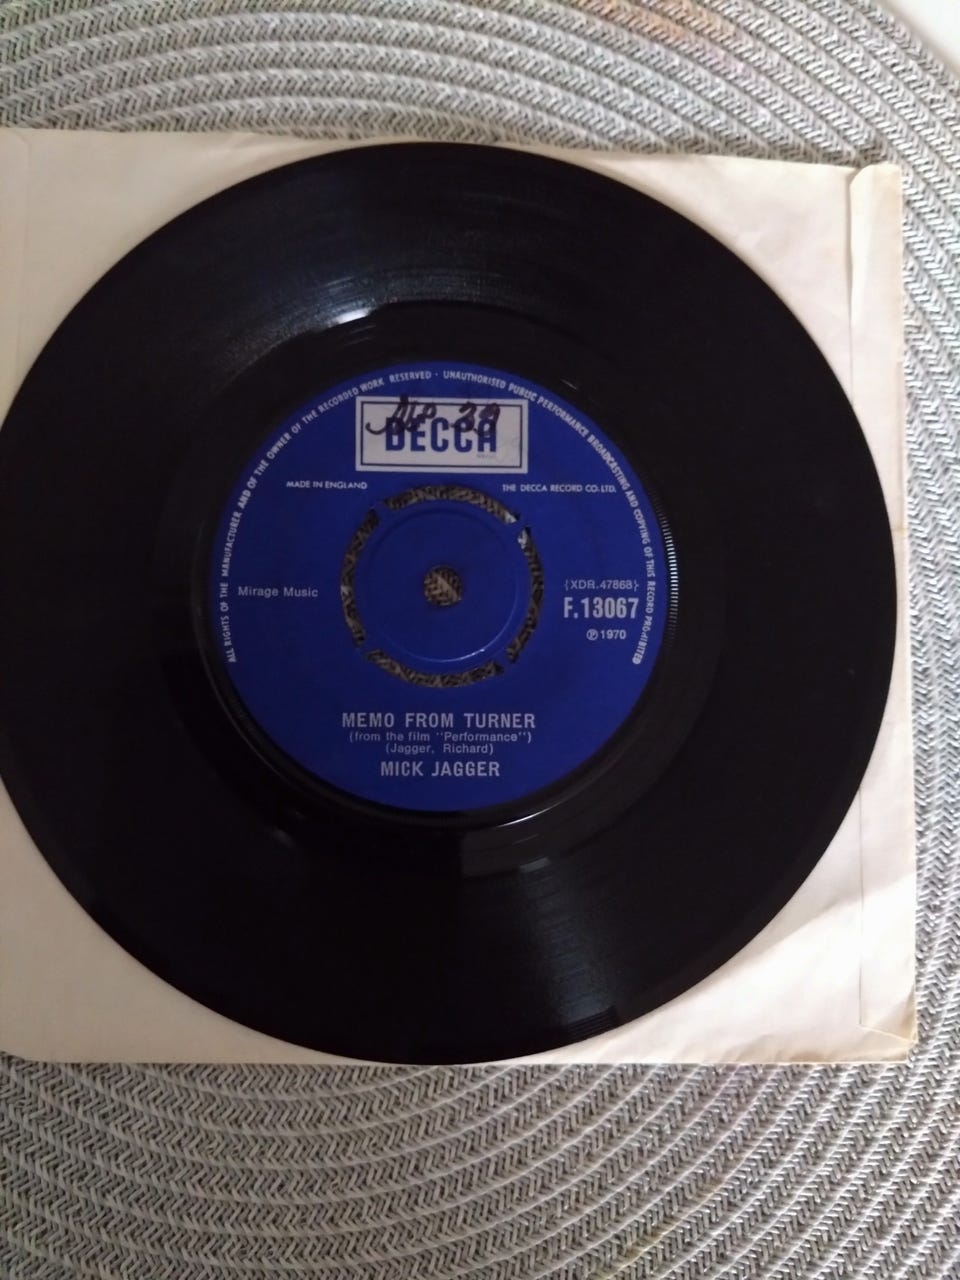 ALL RIGHTS OF THE MANUFACTURER AND OF THE OWNER OF THE RECORDED WORK RESERVED · UNAUTHORISED PUBLIC PERFORMANCE BROADCASTING AND COPYING OF THIS RECORD PROHIBITED
DECCA
MADE IN ENGLAND
THE DECCA RECORD CO. LTD.
Mirage Music
{XDR.47868}
F.13067
℗ 1970
MEMO FROM TURNER
(from the film "Performance")
(Jagger, Richard)
MICK JAGGER